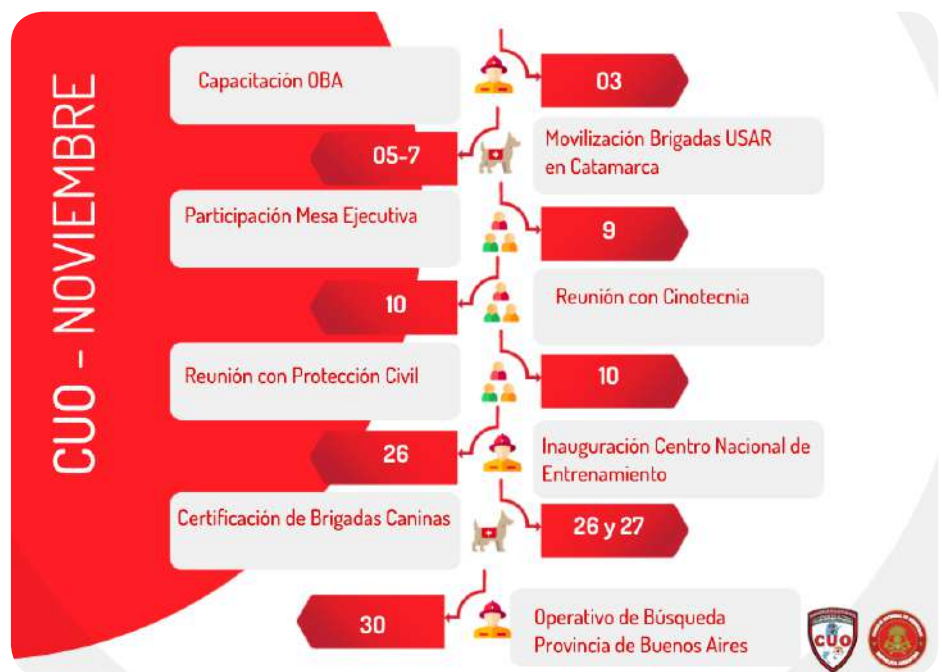 CUO - NOVIEMBRE
Capacitación OBA
03
05-7
Movilización Brigadas USAR
en Catamarca
Participación Mesa Ejecutiva
9
10
Reunión con Cinotecnia
Reunión con Protección Civil
10
26
Inauguración Centro Nacional de
Entrenamiento
Certificación de Brigadas Caninas
26 y 27
30
Operativo de Búsqueda
Provincia de Buenos Aires
CUO